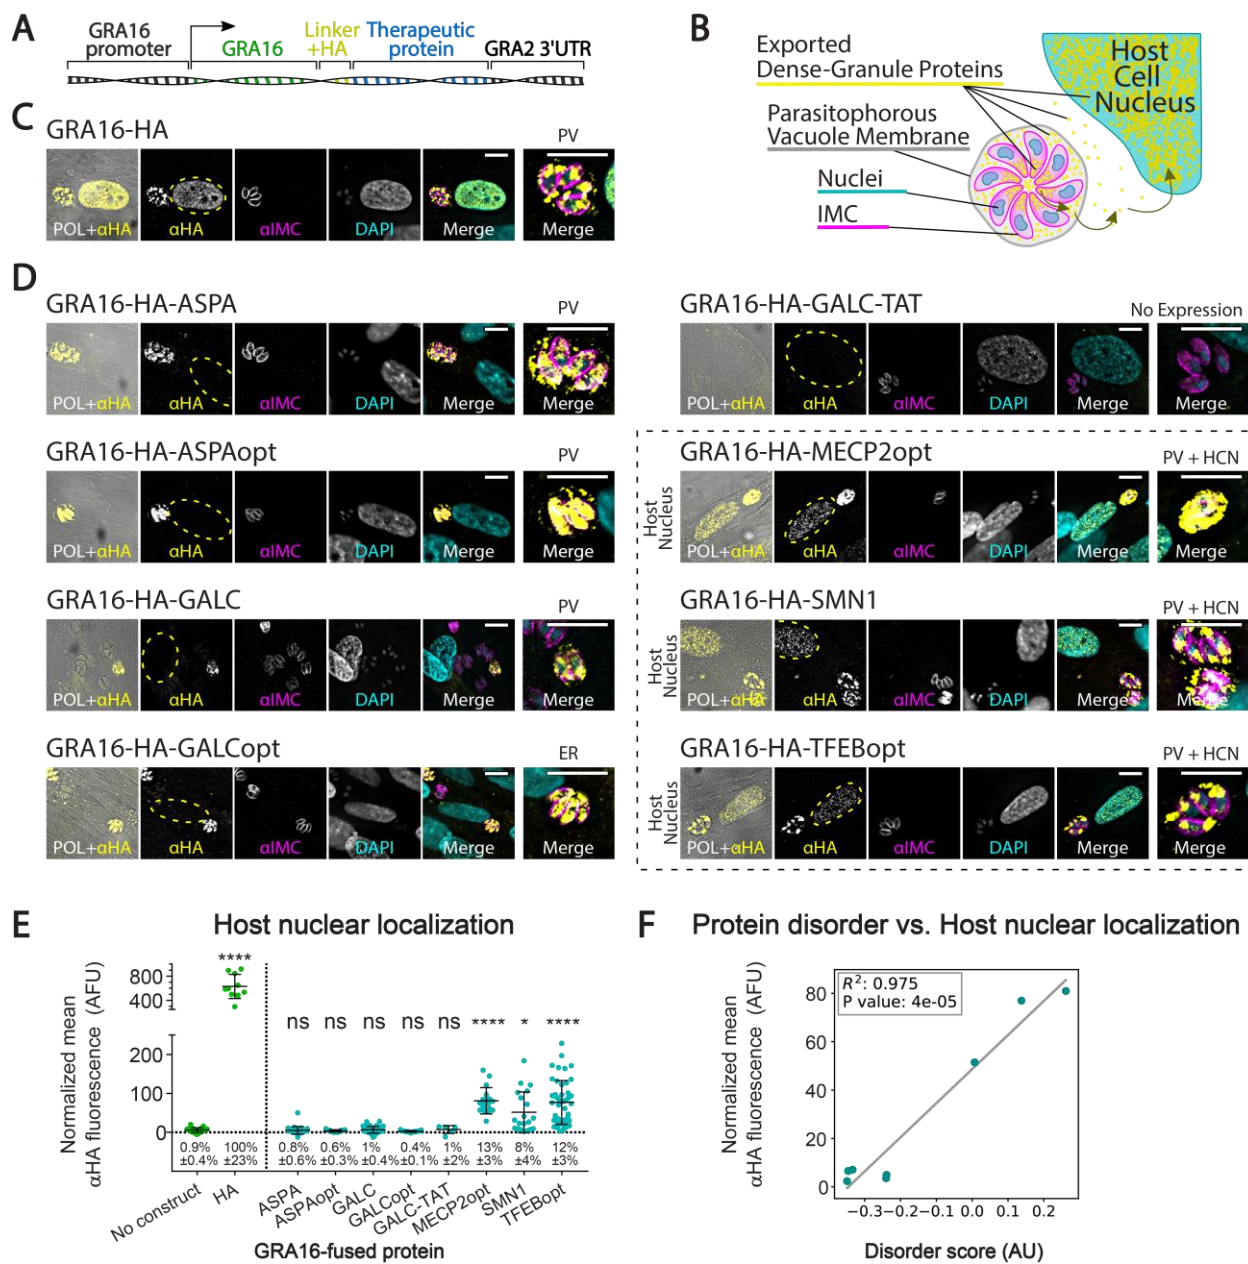 A
GRA16 promoter
GRA16
Linker +HA
Therapeutic protein
GRA2 3'UTR
B
Exported
Dense-Granule Proteins
Parasitophorous
Vacuole Membrane
Nuclei
IMC
Host
Cell
Nucleus
C
GRA16-HA
PV
POL+αHA
αHA
αIMC
DAPI
Merge
D
GRA16-HA-ASPA
PV
POL+αHA
αHA
αIMC
DAPI
Merge
Merge
GRA16-HA-ASPAopt
PV
POL+αHA
αHA
αIMC
DAPI
Merge
Merge
GRA16-HA-GALC
PV
POL+αHA
αHA
αIMC
DAPI
Merge
Merge
GRA16-HA-GALCopt
ER
POL+αHA
αHA
αIMC
DAPI
Merge
Merge
GRA16-HA-GALC-TAT
No Expression
POL+αHA
αHA
αIMC
DAPI
Merge
Merge
GRA16-HA-MECP2opt
PV + HCN
Host
Nucleus
POL+αHA
αHA
αIMC
DAPI
Merge
Merge
GRA16-HA-SMN1
PV + HCN
Host
Nucleus
POL+αHA
αHA
αIMC
DAPI
Merge
Merge
GRA16-HA-TFEBopt
PV + HCN
Host
Nucleus
POL+αHA
αHA
αIMC
DAPI
Merge
Merge
E
Host nuclear localization
Normalized mean
αHA fluorescence (AFU)
800
400
200
100
0
**** ns ns ns ns ns **** * ****
0.9% 100% 0.8% 0.6% 1% 0.4% 1% 13% 8% 12%
±0.4% ±23% ±0.6% ±0.3% ±0.4% ±0.1% ±2% ±3% ±4% ±3%
No construct
HA
ASPA
ASPAopt
GALC
GALCopt
GALC-TAT
MECP2opt
SMN1
TFEBopt
GRA16-fused protein
F
Protein disorder vs. Host nuclear localization
Normalized mean
αHA fluorescence (AFU)
R²: 0.975
P value: 4e-05
80
60
40
20
0
−0.3 −0.2 −0.1 0.0 0.1 0.2
Disorder score (AU)